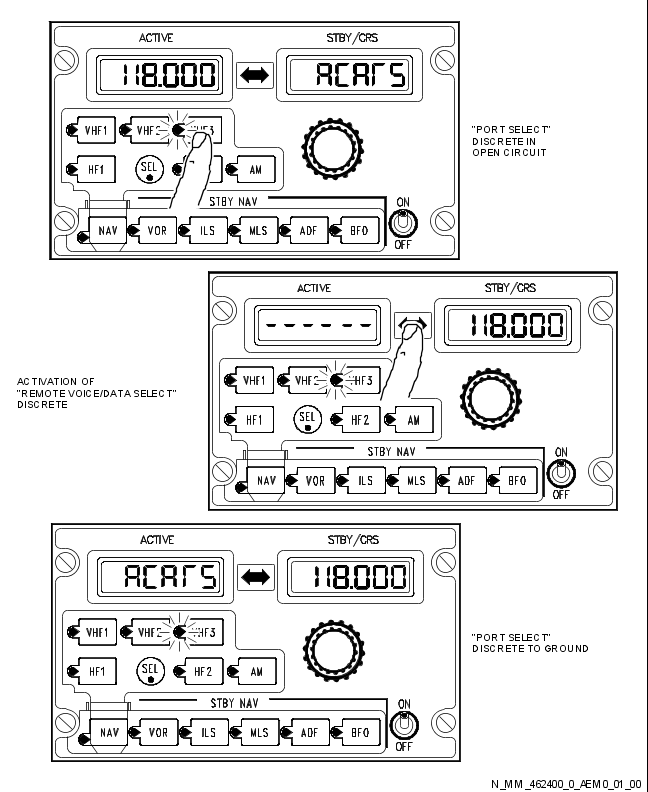 ACTIVE STBY/CRS
118.000 ACARS
VHF1 VHF2 VHF3
"PORT SELECT"
DISCRETE IN
OPEN CIRCUIT
HF1 SEL AM
STBY NAV
ON
NAV VOR ILS MLS ADF BFO
OFF
ACTIVE STBY/CRS
- - - - - - 118.000
ACTIVATION OF
"REMOTE VOICE/DATA SELECT"
DISCRETE
VHF1 VHF2 VHF3
HF1 SEL HF2 AM
STBY NAV
ON
NAV VOR ILS MLS ADF BFO
OFF
ACTIVE STBY/CRS
ACARS 118.000
VHF1 VHF2 VHF3
"PORT SELECT"
DISCRETE TO GROUND
HF1 SEL HF2 AM
STBY NAV
ON
NAV VOR ILS MLS ADF BFO
OFF
N_MM_462400_0_AEM0_01_00